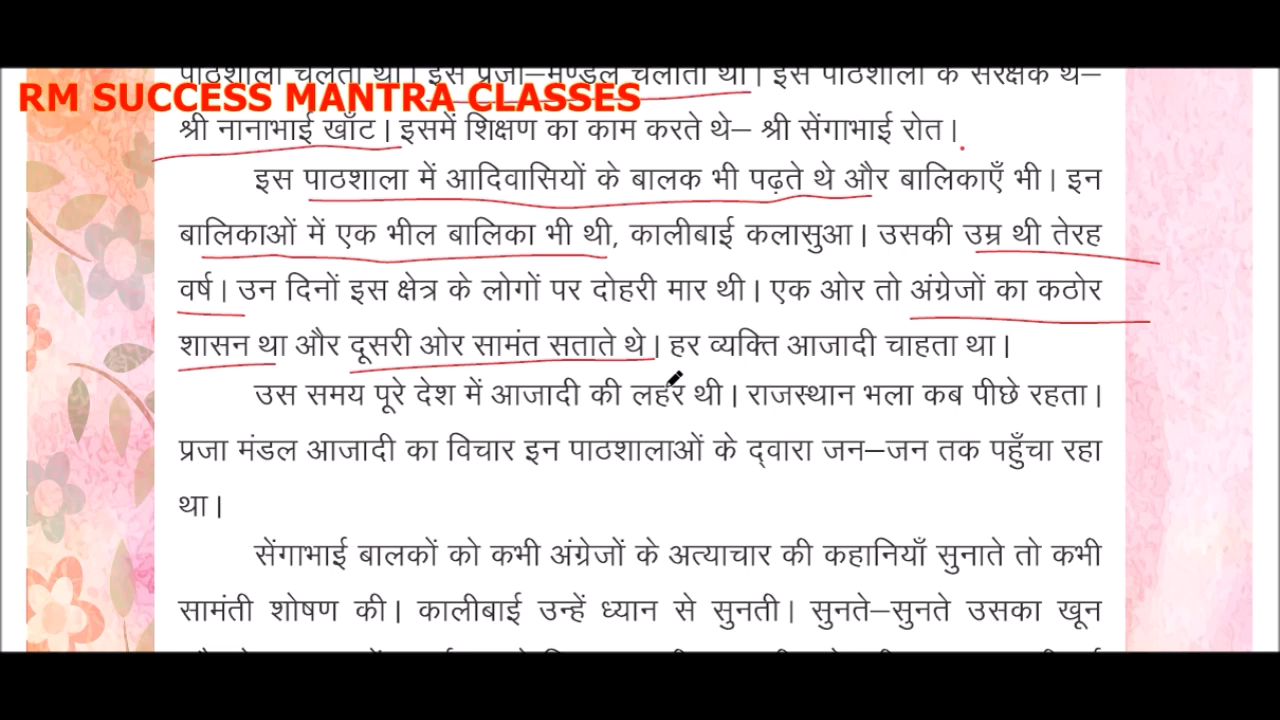 पाठशाला चलती थी। इसे प्रजा–मण्डल चलाता था। इस पाठशाला के संरक्षक थे–
RM SUCCESS MANTRA CLASSES
श्री नानाभाई खाँट। इसमें शिक्षण का काम करते थे– श्री सेंगाभाई रोत।
इस पाठशाला में आदिवासियों के बालक भी पढ़ते थे और बालिकाएँ भी। इन
बालिकाओं में एक भील बालिका भी थी, कालीबाई कलासुआ। उसकी उम्र थी तेरह
वर्ष। उन दिनों इस क्षेत्र के लोगों पर दोहरी मार थी। एक ओर तो अंग्रेजों का कठोर
शासन था और दूसरी ओर सामंत सताते थे। हर व्यक्ति आजादी चाहता था।
उस समय पूरे देश में आजादी की लहर थी। राजस्थान भला कब पीछे रहता।
प्रजा मंडल आजादी का विचार इन पाठशालाओं के द्वारा जन–जन तक पहुँचा रहा
था।
सेंगाभाई बालकों को कभी अंग्रेजों के अत्याचार की कहानियाँ सुनाते तो कभी
सामंती शोषण की। कालीबाई उन्हें ध्यान से सुनती। सुनते–सुनते उसका खून